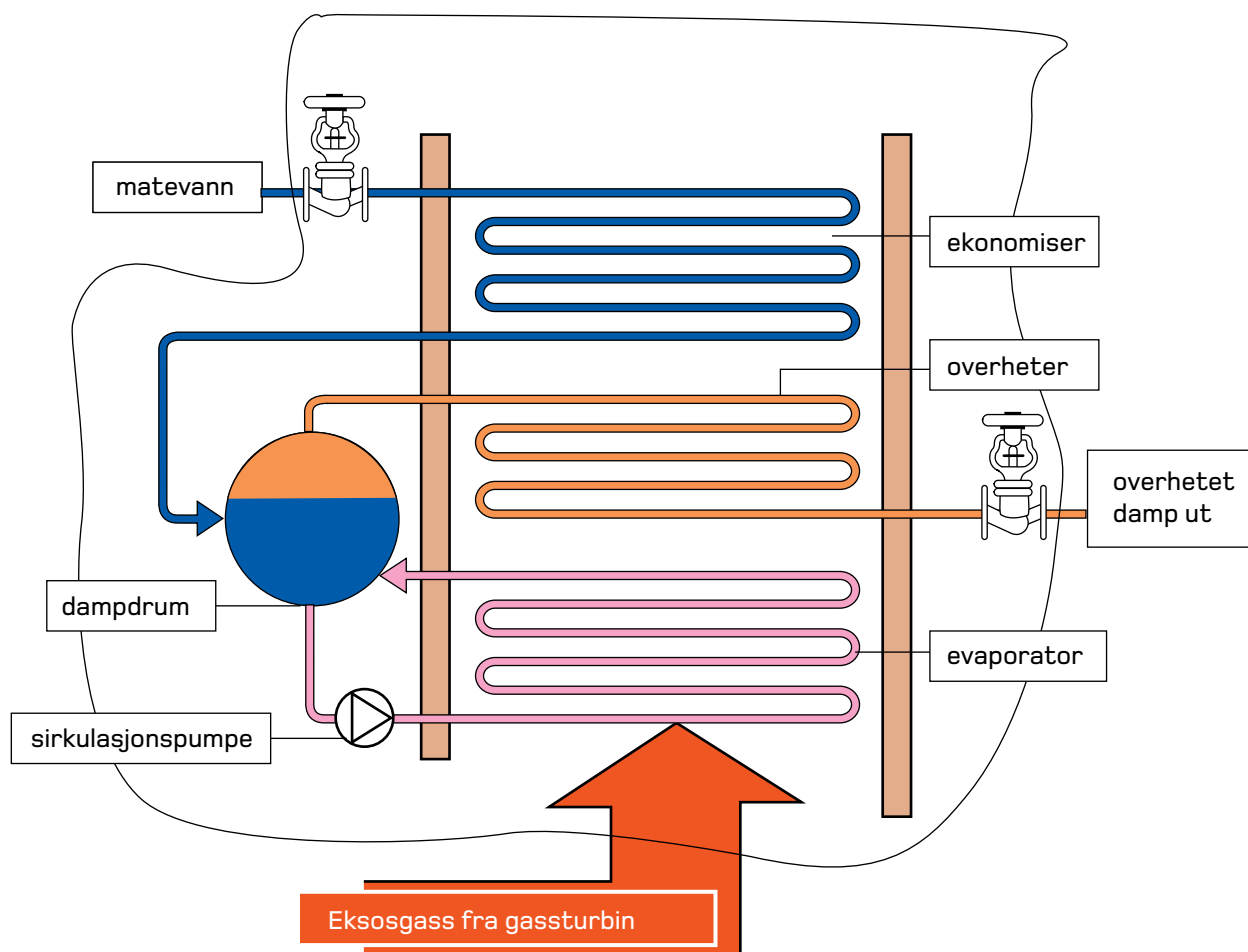 matevann
ekonomiser
overheter
overhetet
damp ut
dampdrum
evaporator
sirkulasjonspumpe
Eksosgass fra gassturbin